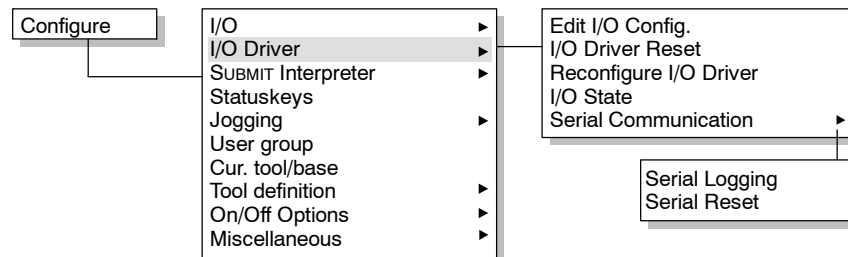 Configure
I/O
I/O Driver
SUBMIT Interpreter
Statuskeys
Jogging
User group
Cur. tool/base
Tool definition
On/Off Options
Miscellaneous
Edit I/O Config.
I/O Driver Reset
Reconfigure I/O Driver
I/O State
Serial Communication
Serial Logging
Serial Reset